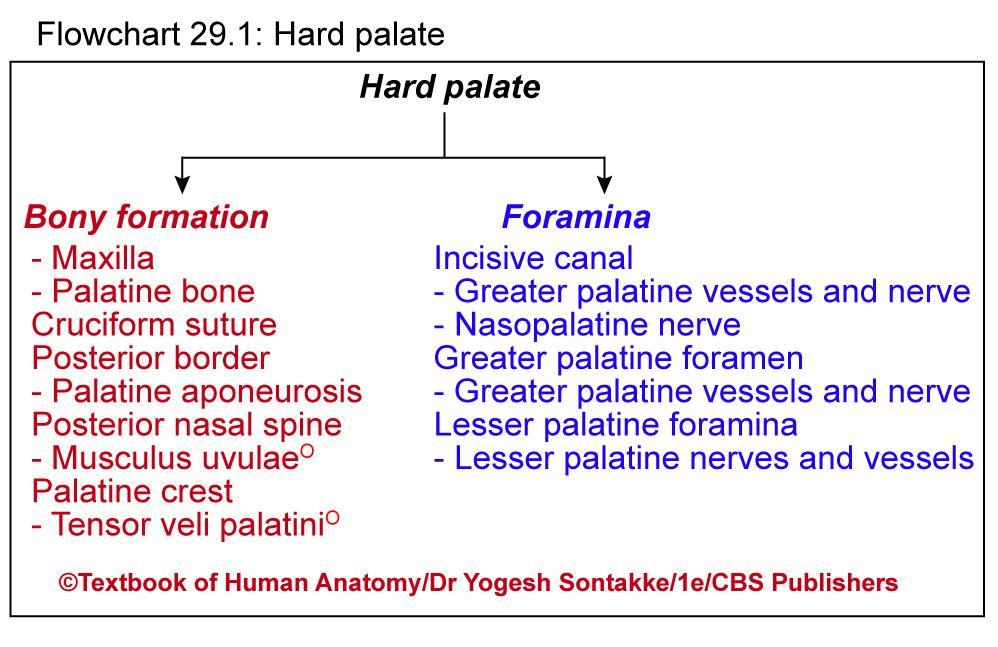 Flowchart 29.1: Hard palate
Hard palate
Bony formation
- Maxilla
- Palatine bone
Cruciform suture
Posterior border
- Palatine aponeurosis
Posterior nasal spine
- Musculus uvulaeᴼ
Palatine crest
- Tensor veli palatiniᴼ
Foramina
Incisive canal
- Greater palatine vessels and nerve
- Nasopalatine nerve
Greater palatine foramen
- Greater palatine vessels and nerve
Lesser palatine foramina
- Lesser palatine nerves and vessels
©Textbook of Human Anatomy/Dr Yogesh Sontakke/1e/CBS Publishers